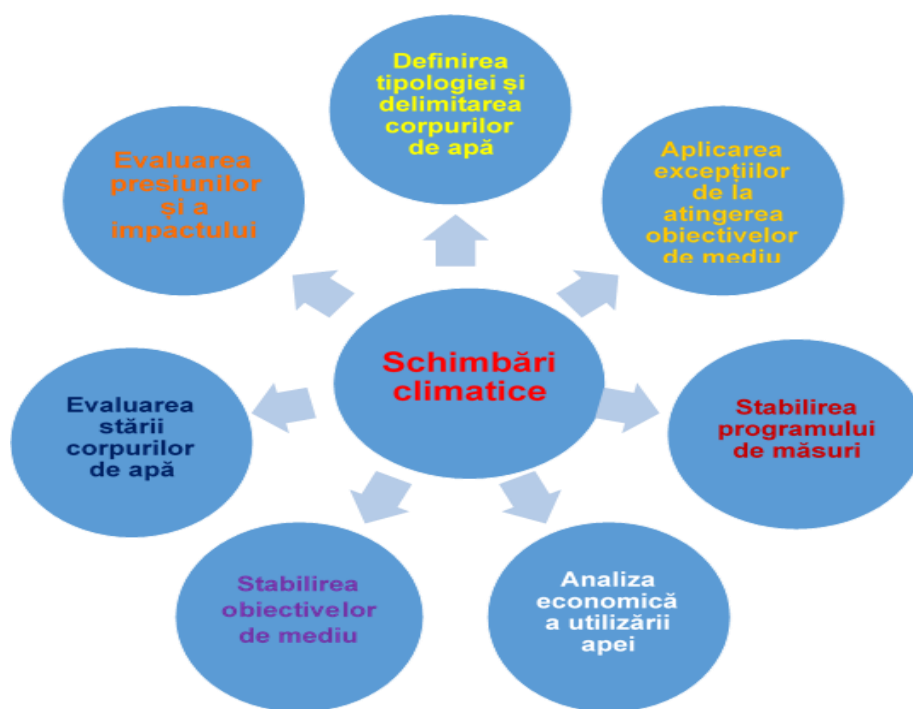 Definirea
tipologiei și
delimitarea
corpurilor
de apă
Aplicarea
excepțiilor
de la
atingerea
obiectivelor
de mediu
Stabilirea
programului
de măsuri
Analiza
economică
a utilizării
apei
Stabilirea
obiectivelor
de mediu
Evaluarea
stării
corpurilor
de apă
Evaluarea
presiunilor
și a
impactului
Schimbări
climatice